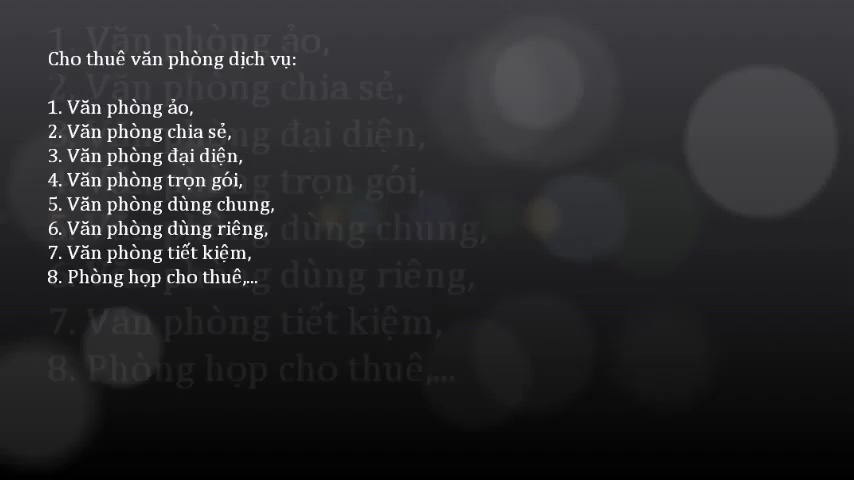 Cho thuê văn phòng dịch vụ:
1. Văn phòng ảo,
2. Văn phòng chia sẻ,
3. Văn phòng đại diện,
4. Văn phòng trọn gói,
5. Văn phòng dùng chung,
6. Văn phòng dùng riêng,
7. Văn phòng tiết kiệm,
8. Phòng họp cho thuê,...